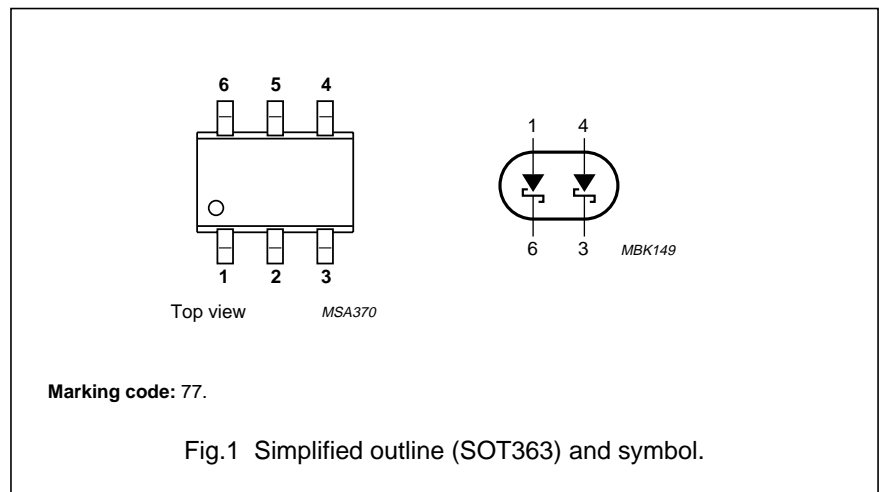 6 5 4
1 4
1 2 3
6 3 MBK149
Top view MSA370
Marking code: 77.
Fig.1 Simplified outline (SOT363) and symbol.